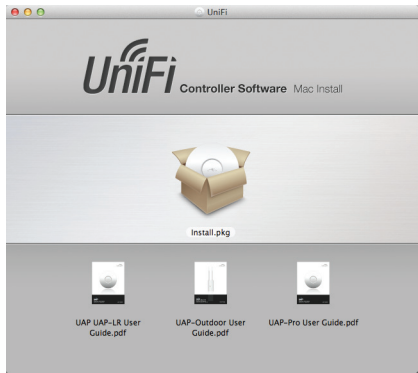 UniFi
UniFi Controller Software Mac Install
Install.pkg
UAP UAP-LR User
Guide.pdf
UAP-Outdoor User
Guide.pdf
UAP-Pro User Guide.pdf